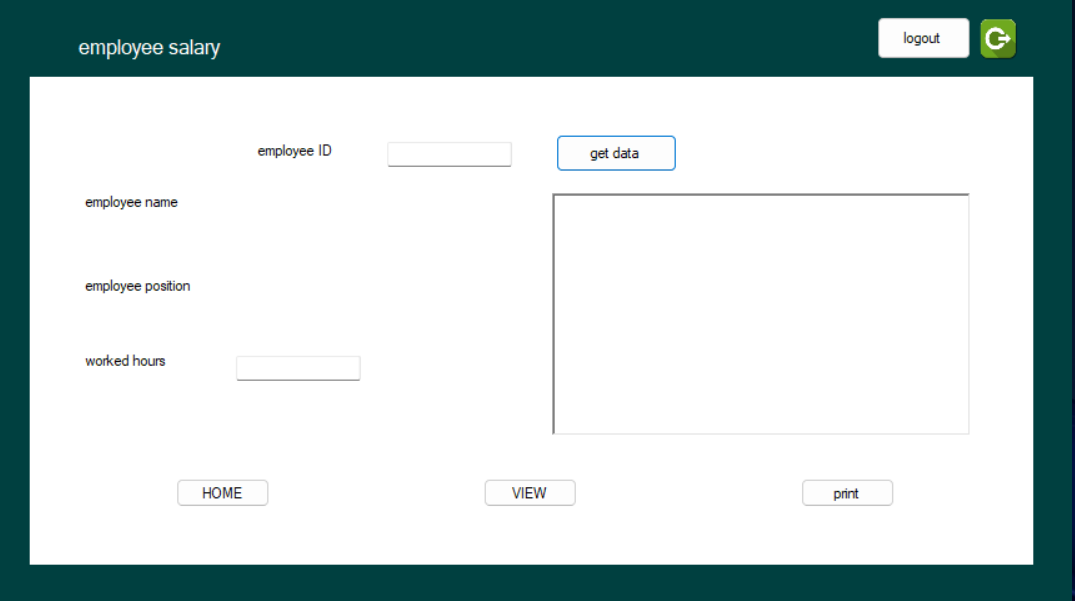 employee salary
logout
employee ID
get data
employee name
employee position
worked hours
HOME
VIEW
print